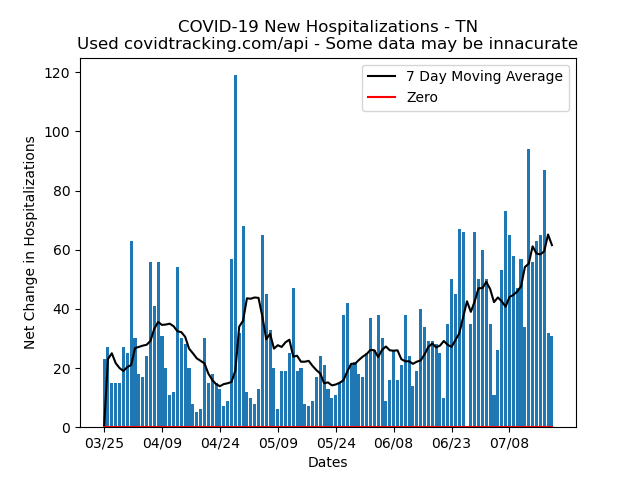 COVID-19 New Hospitalizations - TN
Used covidtracking.com/api - Some data may be innacurate
7 Day Moving Average
Zero
Net Change in Hospitalizations
120
100
80
60
40
20
0
03/25 04/09 04/24 05/09 05/24 06/08 06/23 07/08
Dates